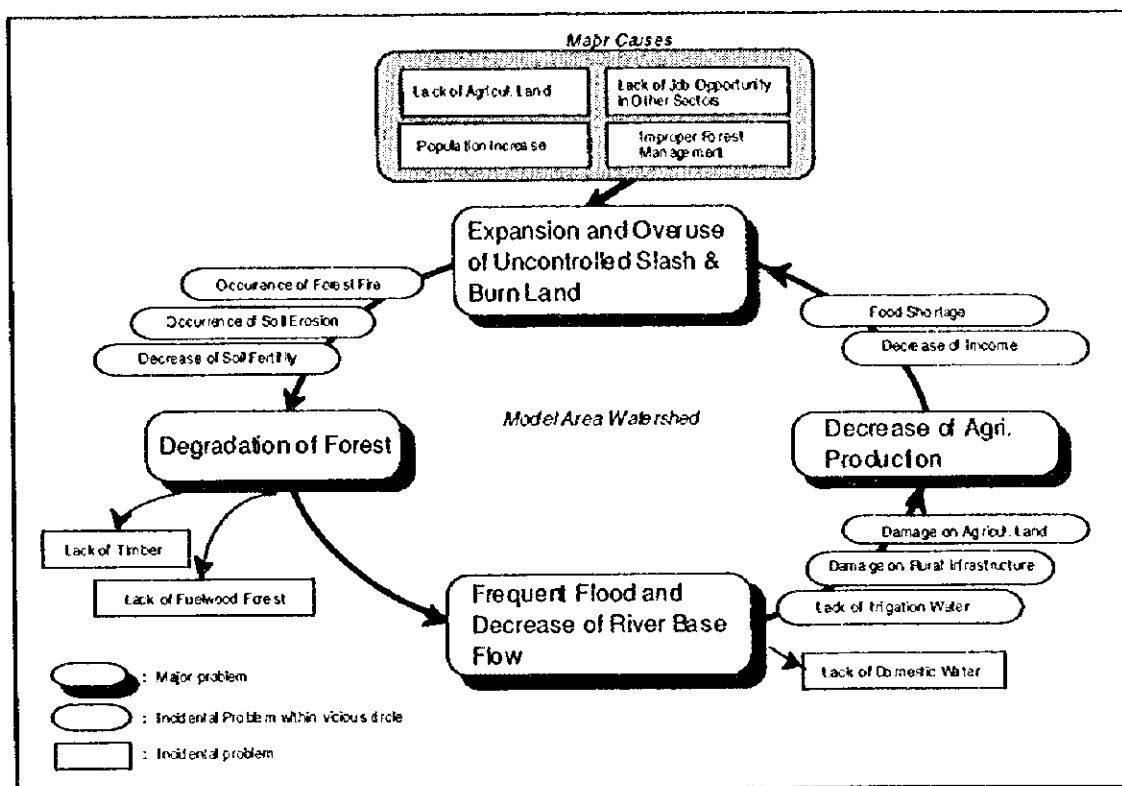 Major Causes
Lack of Agricul. Land
Lack of Job Opportunity
in Other Sectors
Population Increase
Improper Forest
Management
Expansion and Overuse
of Uncontrolled Slash &
Burn Land
Occurance of Forest Fire
Occurrence of Soil Erosion
Decrease of Soil Fertility
Food Shortage
Decrease of Income
Model Area Watershed
Degradation of Forest
Decrease of Agri.
Production
Lack of Timber
Lack of Fuelwood Forest
Damage on Agricul. Land
Damage on Rural Infrastructure
Lack of Irrigation Water
Frequent Flood and
Decrease of River Base
Flow
Lack of Domestic Water
: Major problem
: Incidental Problem within vicious circle
: Incidental problem